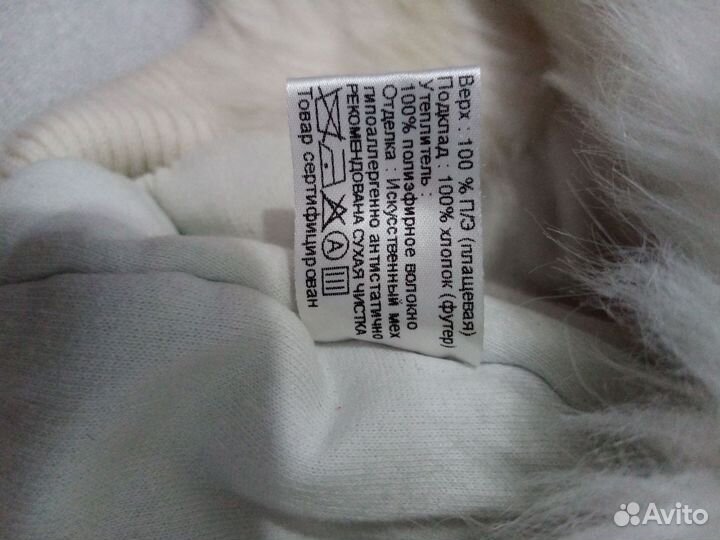 Верх : 100 % П/Э (плащевая)
Подклад : 100% хлопок (футер)
Утеплитель :
100% полиэфирное волокно
Отделка : Искусственный мех
гипоаллергенно антистатично
РЕКОМЕНДОВАНА СУХАЯ ЧИСТКА
A
Товар сертифицирован
Avito